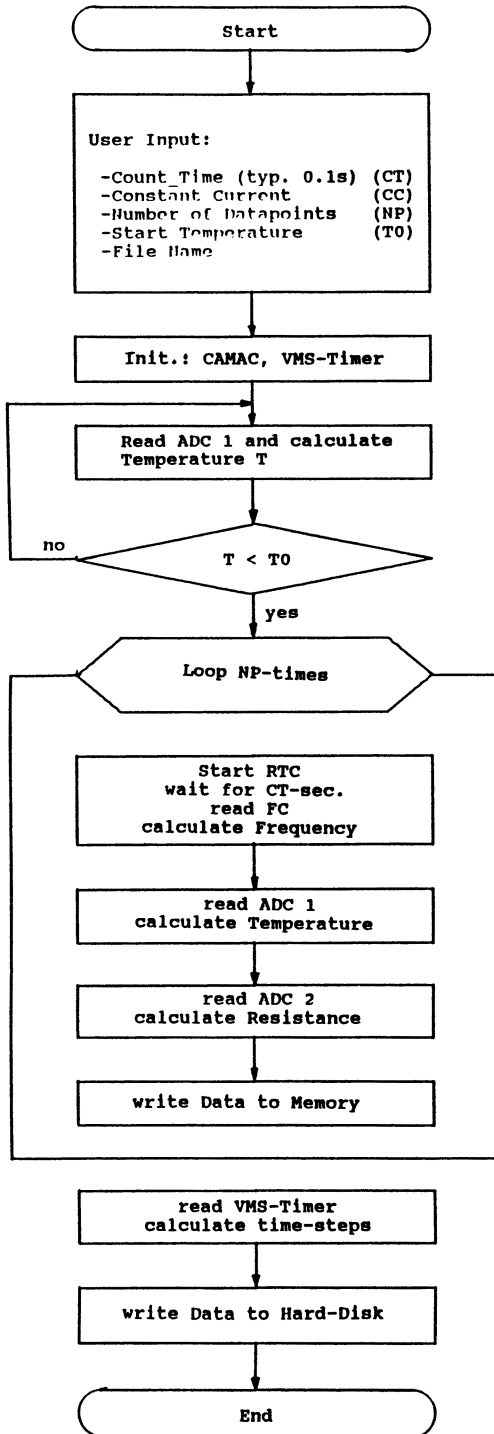 Start
User Input:
-Count_Time (typ. 0.1s) (CT)
-Constant Current (CC)
-Number of Datapoints (NP)
-Start Temperature (T0)
-File Name
Init.: CAMAC, VMS-Timer
Read ADC 1 and calculate
Temperature T
no
T < T0
yes
Loop NP-times
Start RTC
wait for CT-sec.
read FC
calculate Frequency
read ADC 1
calculate Temperature
read ADC 2
calculate Resistance
write Data to Memory
read VMS-Timer
calculate time-steps
write Data to Hard-Disk
End